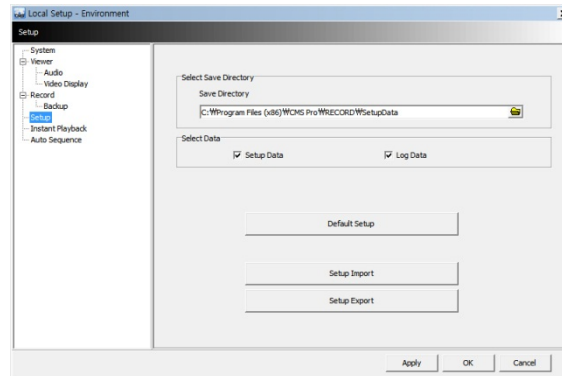 Local Setup - Environment
Setup
System
Viewer
Audio
Video Display
Record
Backup
Setup
Instant Playback
Auto Sequence
Select Save Directory
Save Directory
C:₩Program Files (x86)₩CMS Pro₩RECORD₩SetupData
Select Data
Setup Data
Log Data
Default Setup
Setup Import
Setup Export
Apply
OK
Cancel